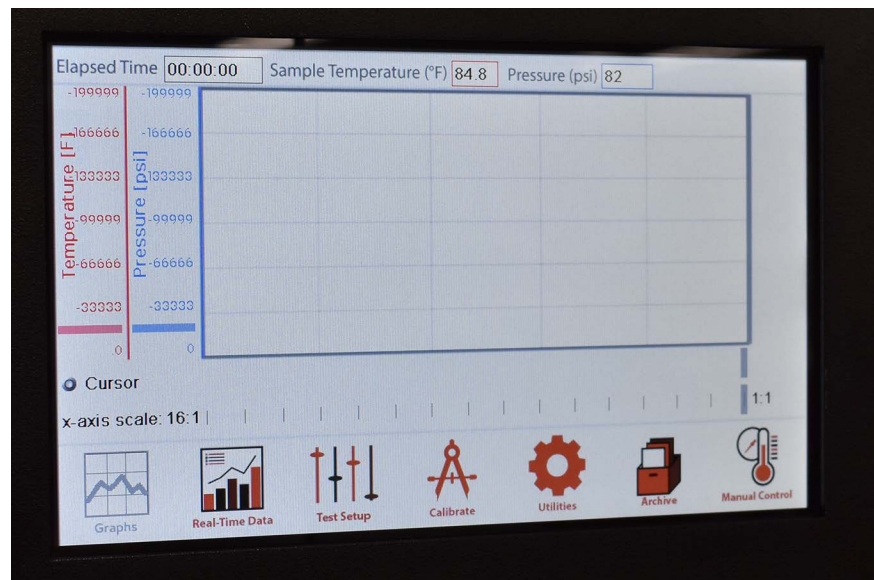 Elapsed Time 00:00:00 Sample Temperature (°F) 84.8 Pressure (psi) 82
-199999 -199999
-166666 -166666
-133333 -133333
-99999 -99999
-66666 -66666
-33333 -33333
.0 0
Temperature [F]
Pressure [psi]
Cursor
x-axis scale: 16:1 1:1
Graphs Real-Time Data Test Setup Calibrate Utilities Archive Manual Control